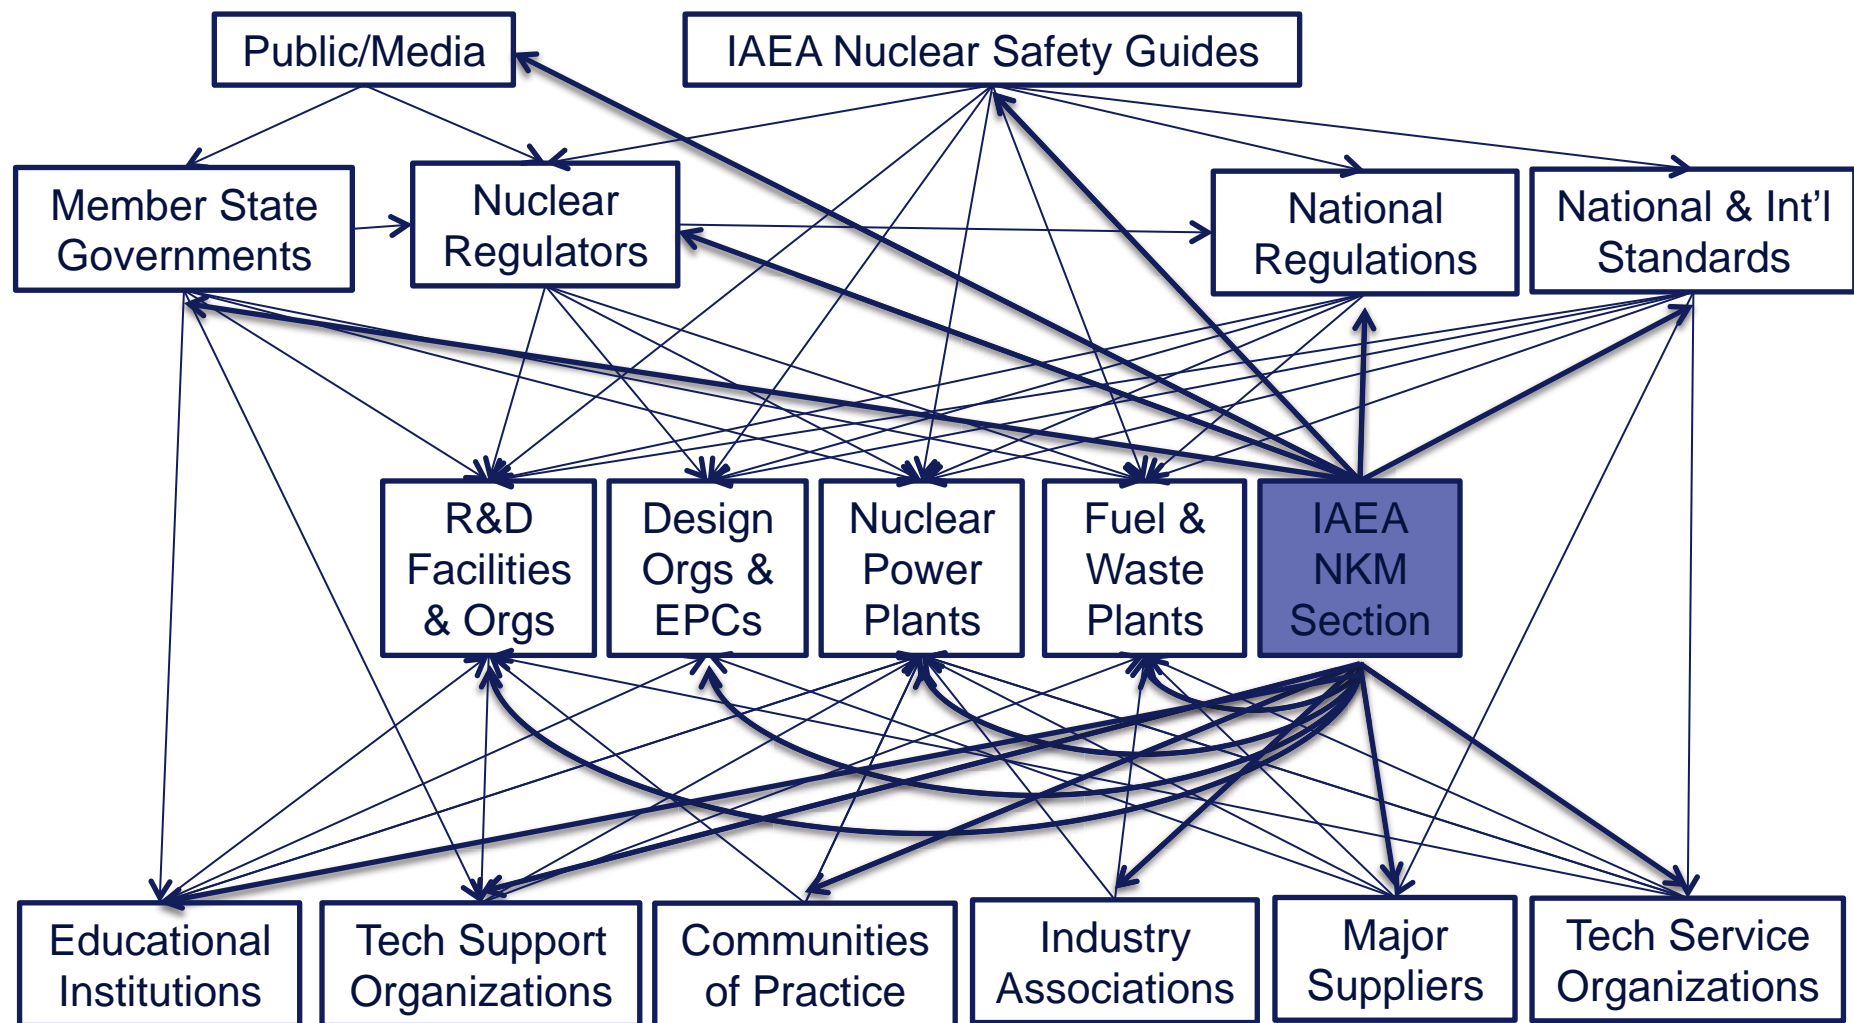 Public/Media
IAEA Nuclear Safety Guides
Member State
Governments
Nuclear
Regulators
National
Regulations
National & Int’l
Standards
R&D
Facilities
& Orgs
Design
Orgs &
EPCs
Nuclear
Power
Plants
Fuel &
Waste
Plants
IAEA
NKM
Section
Educational
Institutions
Tech Support
Organizations
Communities
of Practice
Industry
Associations
Major
Suppliers
Tech Service
Organizations